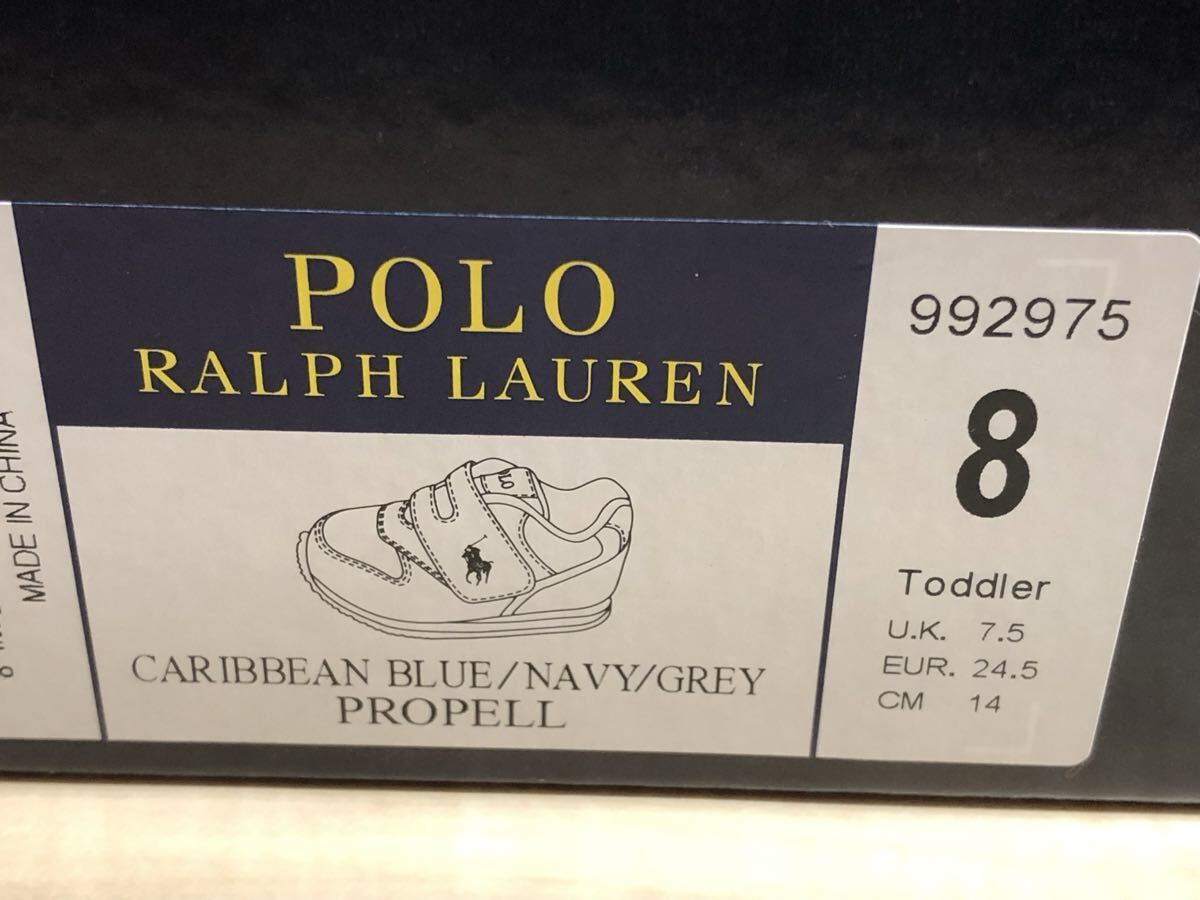 MADE IN CHINA
POLO
RALPH LAUREN
CARIBBEAN BLUE/NAVY/GREY
PROPELL
992975
8
Toddler
U.K. 7.5
EUR. 24.5
CM 14